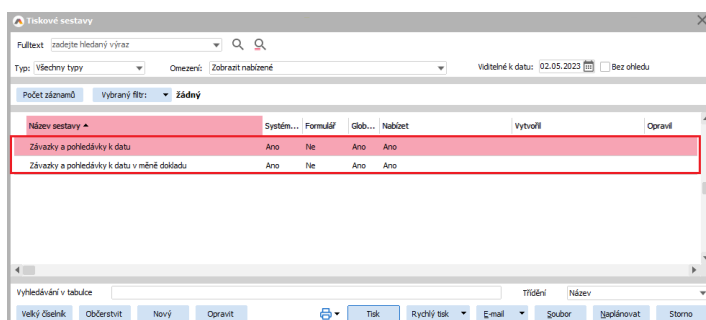 Tiskové sestavy
Fulltext zadejte hledaný výraz
Typ: Všechny typy Omezení: Zobrazit nabízené Viditelné k datu: 02.05.2023 Bez ohledu
Počet záznamů Vybraný filtr: žádný
Název sestavy Systém... Formulář Glob... Nabízet Vytvořil Opravil
Závazky a pohledávky k datu Ano Ne Ano Ano
Závazky a pohledávky k datu v měně dokladu Ano Ne Ano Ano
Vyhledávání v tabulce Třídění Název
Velký číselník Občerstvit Nový Opravit Tisk Rychlý tisk E-mail Soubor Naplánovat Storno